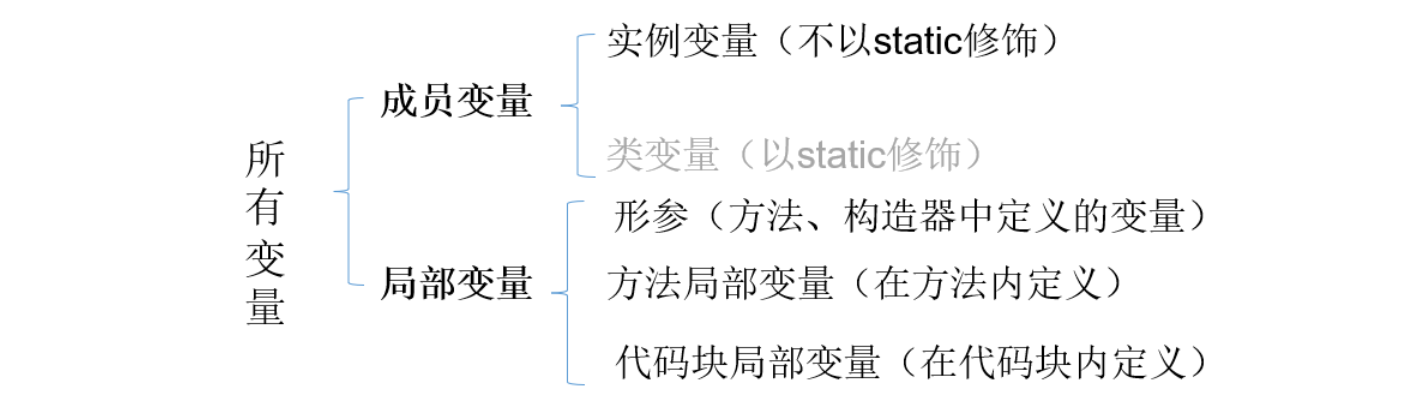 所有变量
成员变量
实例变量（不以static修饰）
类变量（以static修饰）
局部变量
形参（方法、构造器中定义的变量）
方法局部变量（在方法内定义）
代码块局部变量（在代码块内定义）